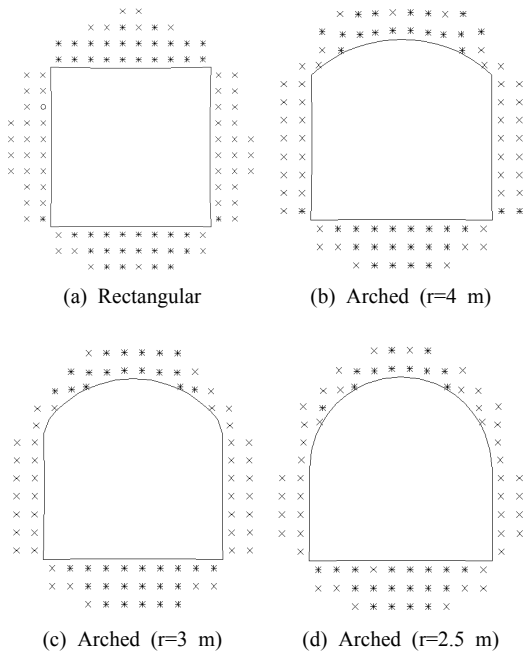 (a) Rectangular
(b) Arched (r=4 m)
(c) Arched (r=3 m)
(d) Arched (r=2.5 m)